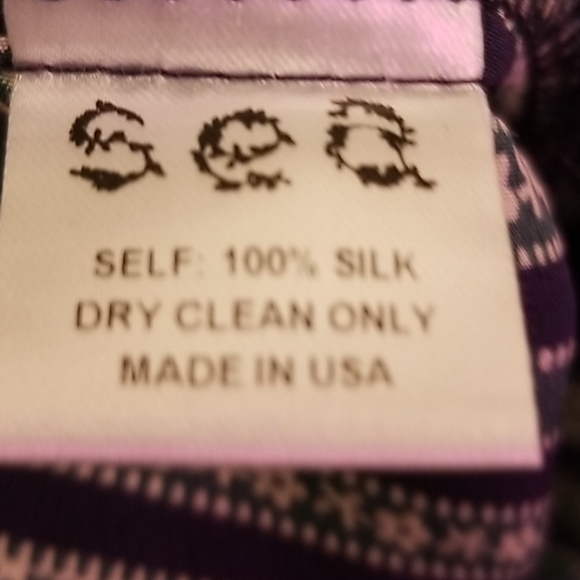 Sea
SELF: 100% SILK
DRY CLEAN ONLY
MADE IN USA